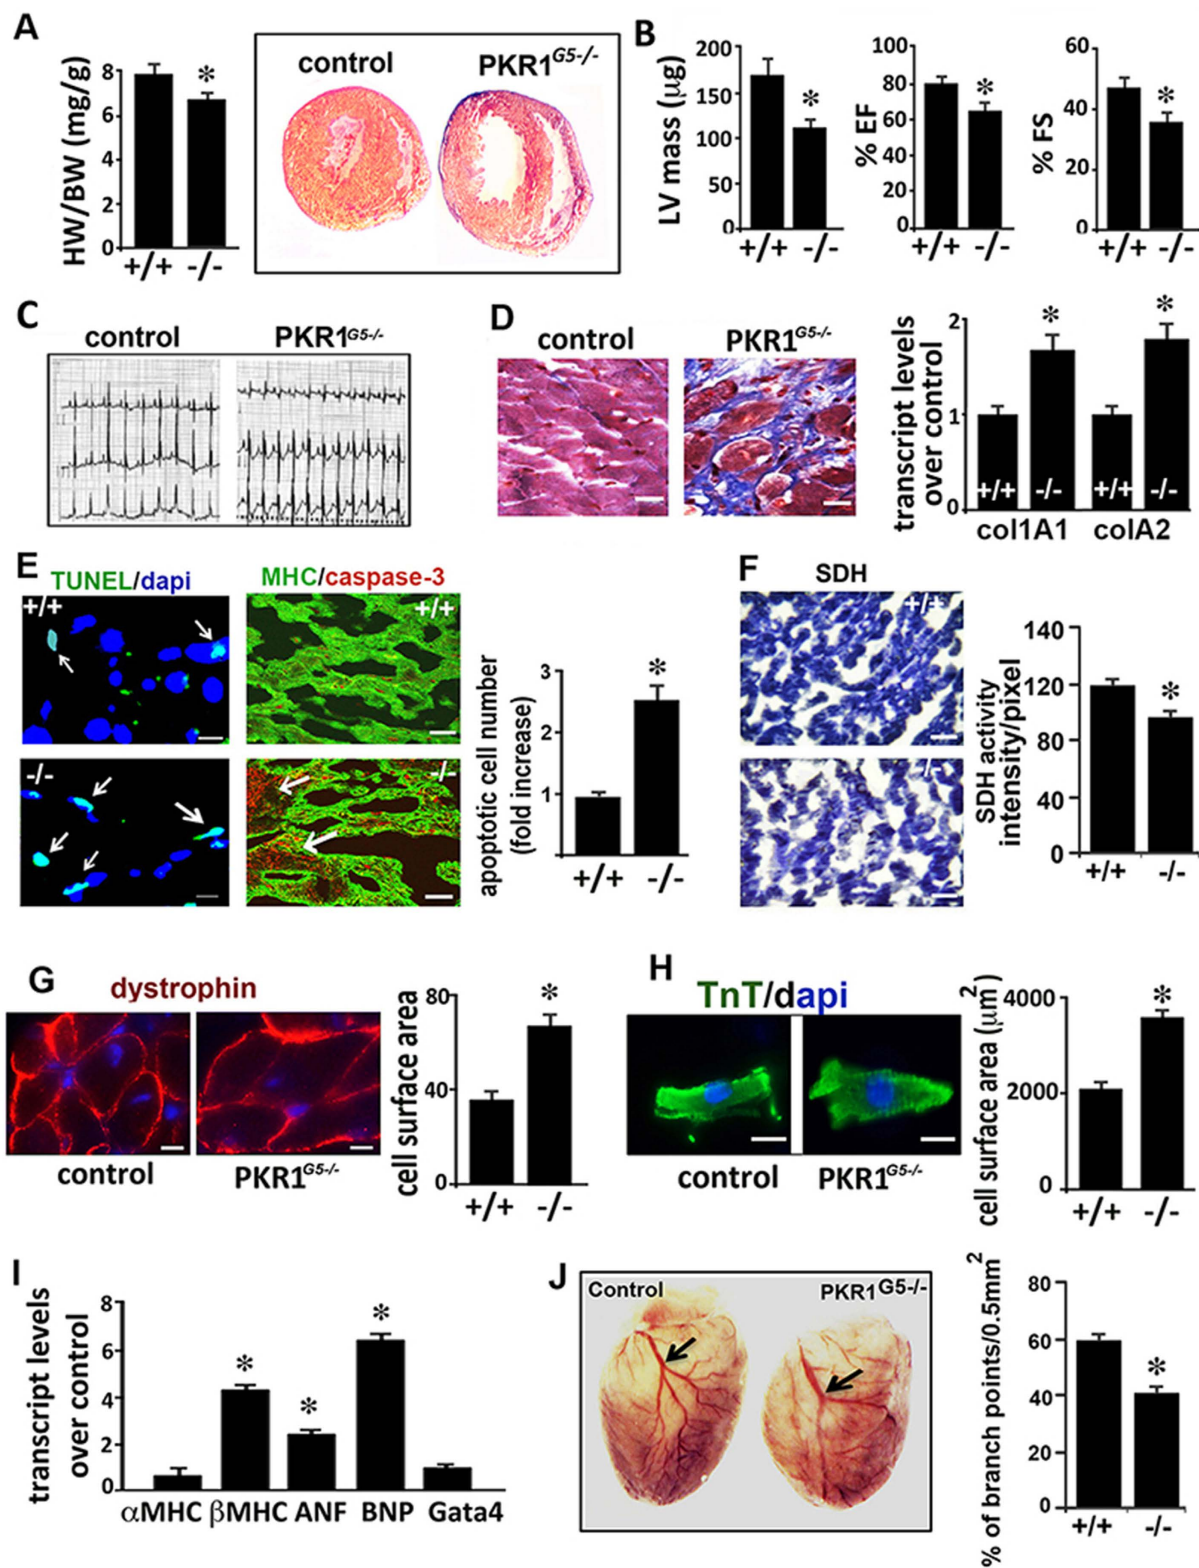 A
HW/BW (mg/g)
8
6
4
2
0
*
+/+ -/-
control PKR1G5-/-
B
LV mass (µg)
200
150
100
50
0
*
+/+ -/-
% EF
100
80
60
40
20
0
*
+/+ -/-
% FS
60
40
20
0
*
+/+ -/-
C
control PKR1G5-/-
D
control PKR1G5-/-
transcript levels
over control
2
1
0
* *
+/+ -/- +/+ -/-
col1A1 colA2
E
TUNEL/dapi
+/+
-/-
MHC/caspase-3
+/+
-/-
apoptotic cell number
(fold increase)
3
2
1
*
+/+ -/-
F
SDH
+/+
-/-
SDH activity
intensity/pixel
140
120
80
40
0
*
+/+ -/-
G
dystrophin
control PKR1G5-/-
cell surface area
80
40
0
*
+/+ -/-
H
TnT/dapi
control PKR1G5-/-
cell surface area (µm2
4000
2000
0
*
+/+ -/-
I
transcript levels
over control
8
6
4
2
0
* * *
αMHC βMHC ANF BNP Gata4
J
Control PKR1G5-/-
% of branch points/0.5mm2
80
60
40
20
0
*
+/+ -/-